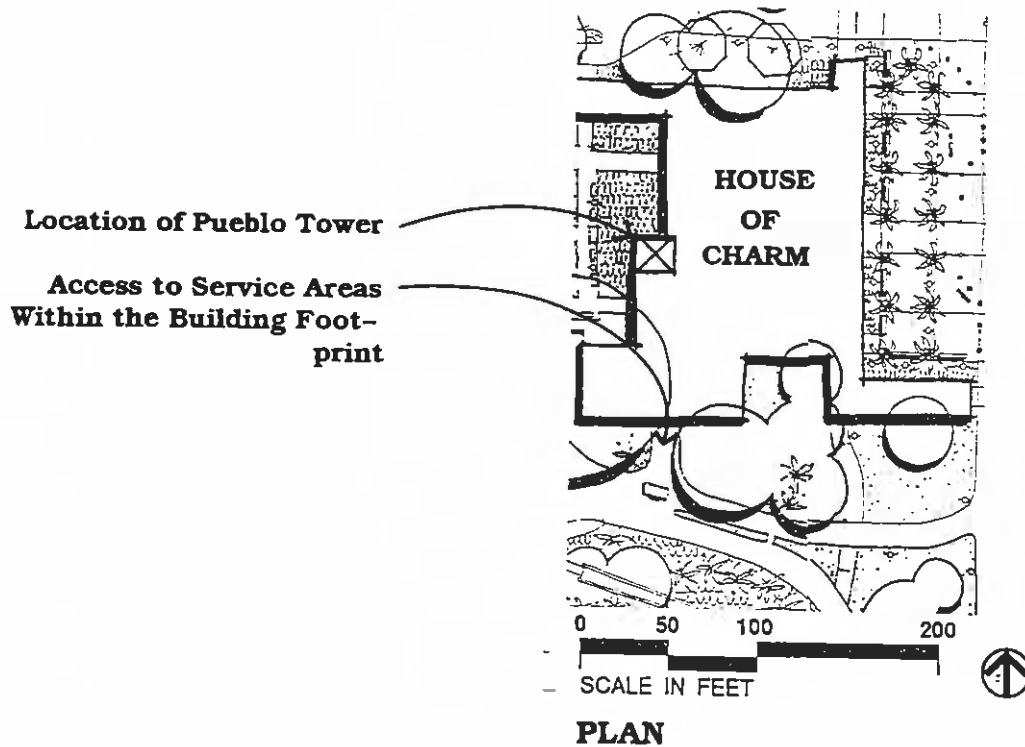 HOUSE
OF
CHARM
Location of Pueblo Tower
Access to Service Areas
Within the Building Foot-
print
0 50 100 200
SCALE IN FEET
PLAN